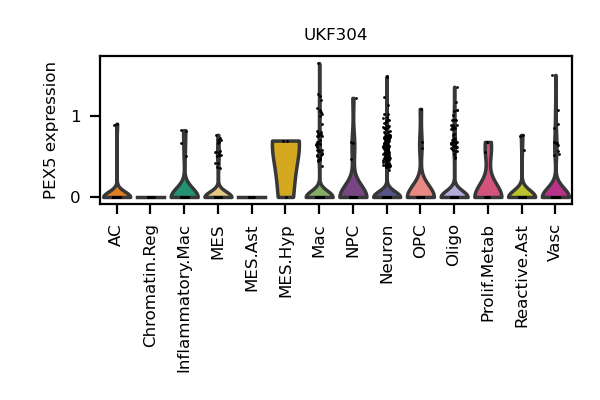 UKF304
PEX5 expression
1
0
AC
Chromatin.Reg
Inflammatory.Mac
MES
MES.Ast
MES.Hyp
Mac
NPC
Neuron
OPC
Oligo
Prolif.Metab
Reactive.Ast
Vasc